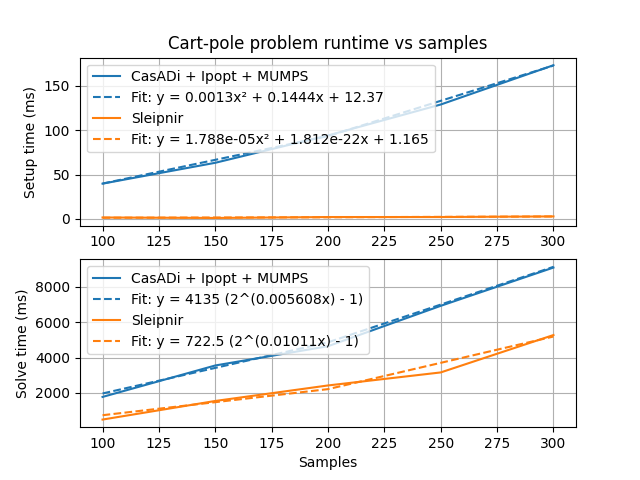 Cart-pole problem runtime vs samples
Setup time (ms)
150
100
50
0
CasADi + Ipopt + MUMPS
Fit: y = 0.0013x² + 0.1444x + 12.37
Sleipnir
Fit: y = 1.788e-05x² + 1.812e-22x + 1.165
100 125 150 175 200 225 250 275 300
Solve time (ms)
8000
6000
4000
2000
CasADi + Ipopt + MUMPS
Fit: y = 4135 (2^(0.005608x) - 1)
Sleipnir
Fit: y = 722.5 (2^(0.01011x) - 1)
100 125 150 175 200 225 250 275 300
Samples